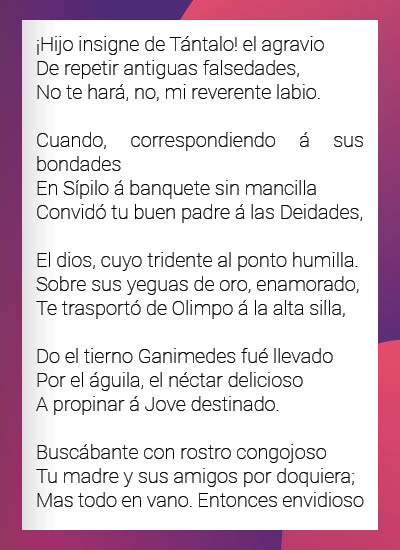 ¡Hijo insigne de Tántalo! el agravio
De repetir antiguas falsedades,
No te hará, no, mi reverente labio.
Cuando, correspondiendo á sus
bondades
En Sípilo á banquete sin mancilla
Convidó tu buen padre á las Deidades,
El dios, cuyo tridente al ponto humilla.
Sobre sus yeguas de oro, enamorado,
Te trasportó de Olimpo á la alta silla,
Do el tierno Ganimedes fué llevado
Por el águila, el néctar delicioso
A propinar á Jove destinado.
Buscábante con rostro congojoso
Tu madre y sus amigos por doquiera;
Mas todo en vano. Entonces envidioso